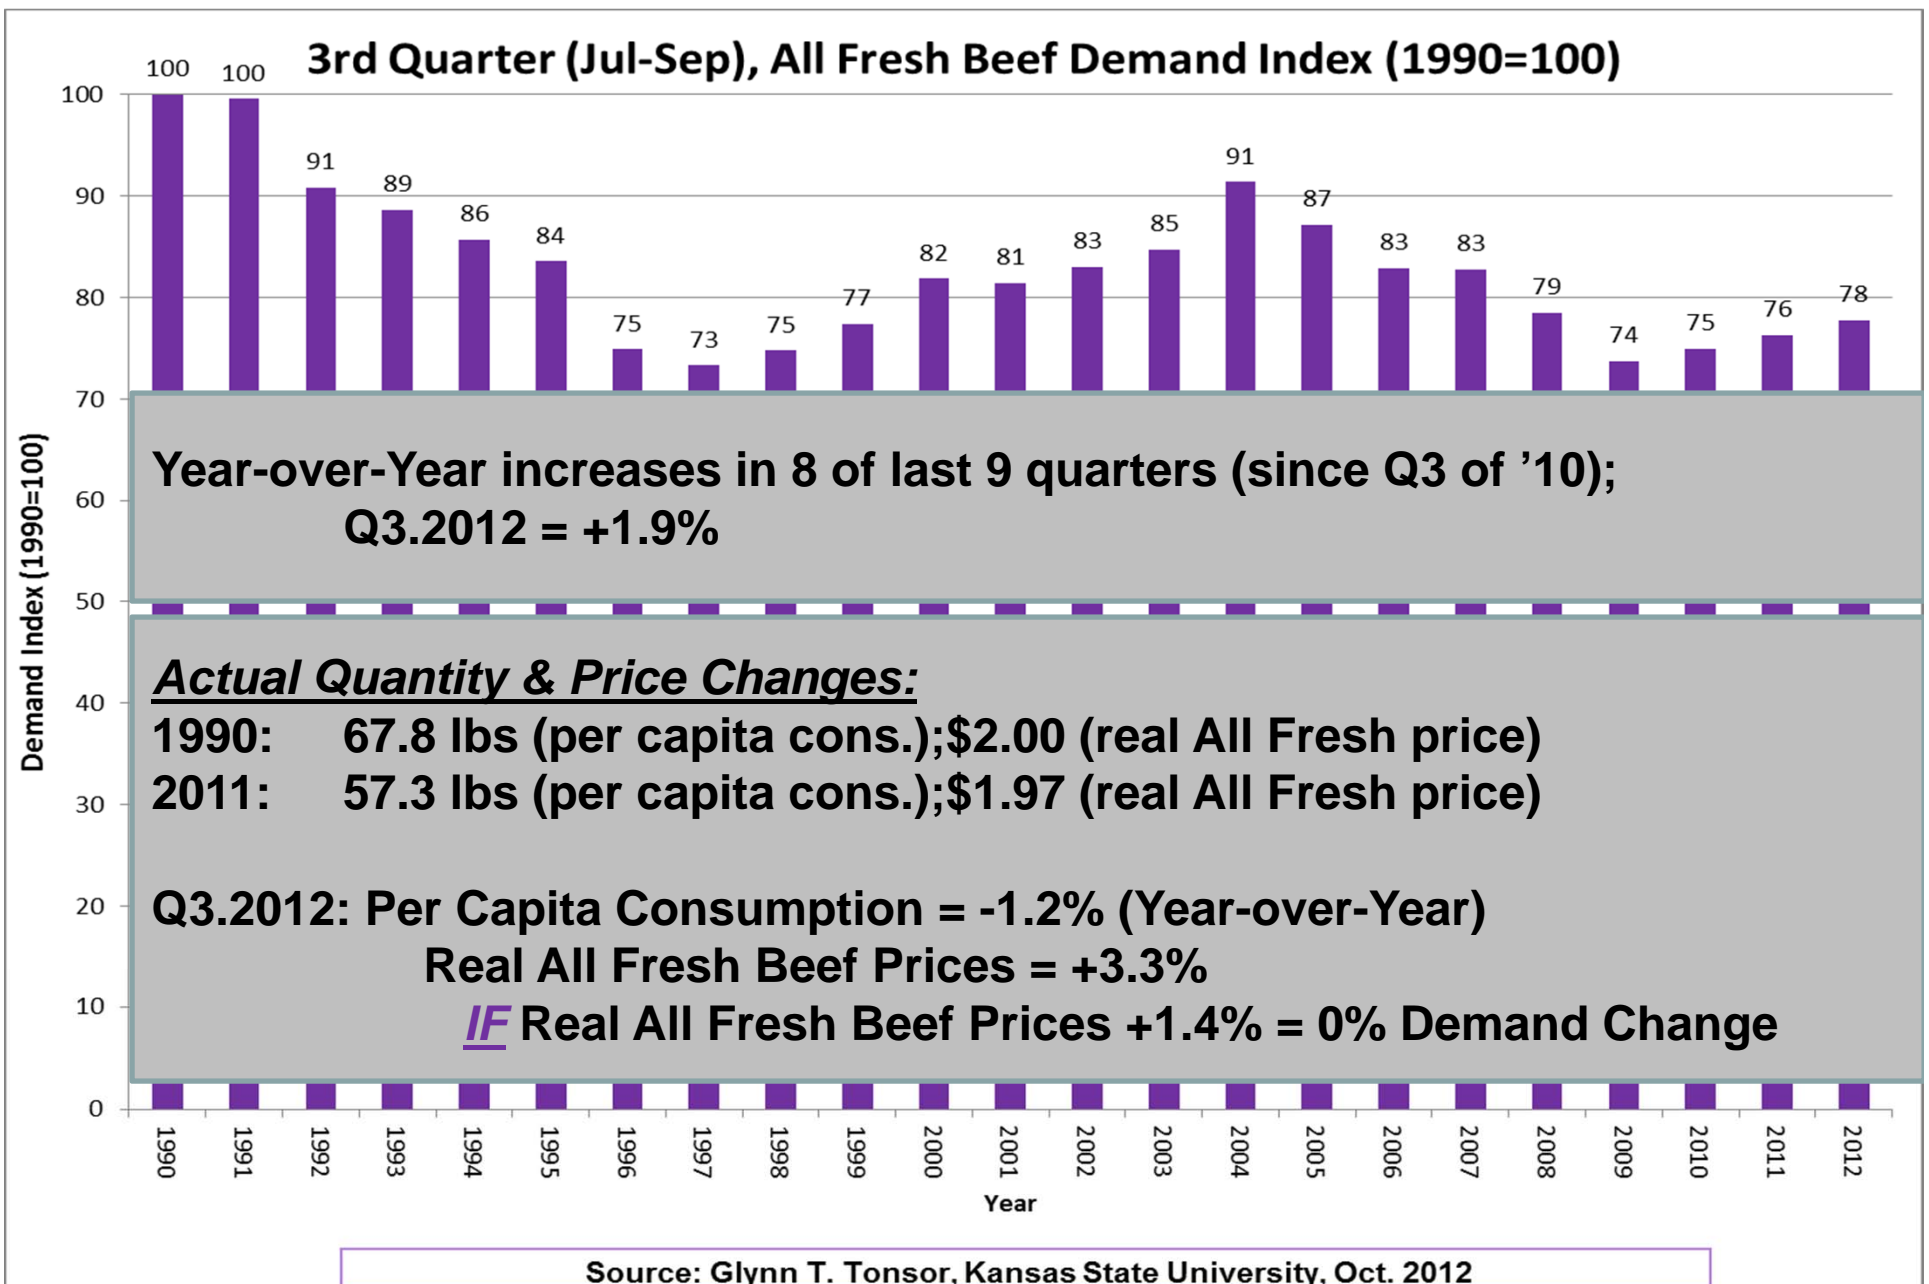 3rd Quarter (Jul-Sep), All Fresh Beef Demand Index (1990=100)
100 100 91 89 86 84 75 73 75 77 82 81 83 85 91 87 83 83 79 74 75 76 78
100
90
80
70
60
50
40
30
20
10
0
Demand Index (1990=100)
Year-over-Year increases in 8 of last 9 quarters (since Q3 of ’10);
Q3.2012 = +1.9%
Actual Quantity & Price Changes:
1990: 67.8 lbs (per capita cons.);$2.00 (real All Fresh price)
2011: 57.3 lbs (per capita cons.);$1.97 (real All Fresh price)
Q3.2012: Per Capita Consumption = -1.2% (Year-over-Year)
Real All Fresh Beef Prices = +3.3%
IF Real All Fresh Beef Prices +1.4% = 0% Demand Change
1990 1991 1992 1993 1994 1995 1996 1997 1998 1999 2000 2001 2002 2003 2004 2005 2006 2007 2008 2009 2010 2011 2012
Year
Source: Glynn T. Tonsor, Kansas State University, Oct. 2012